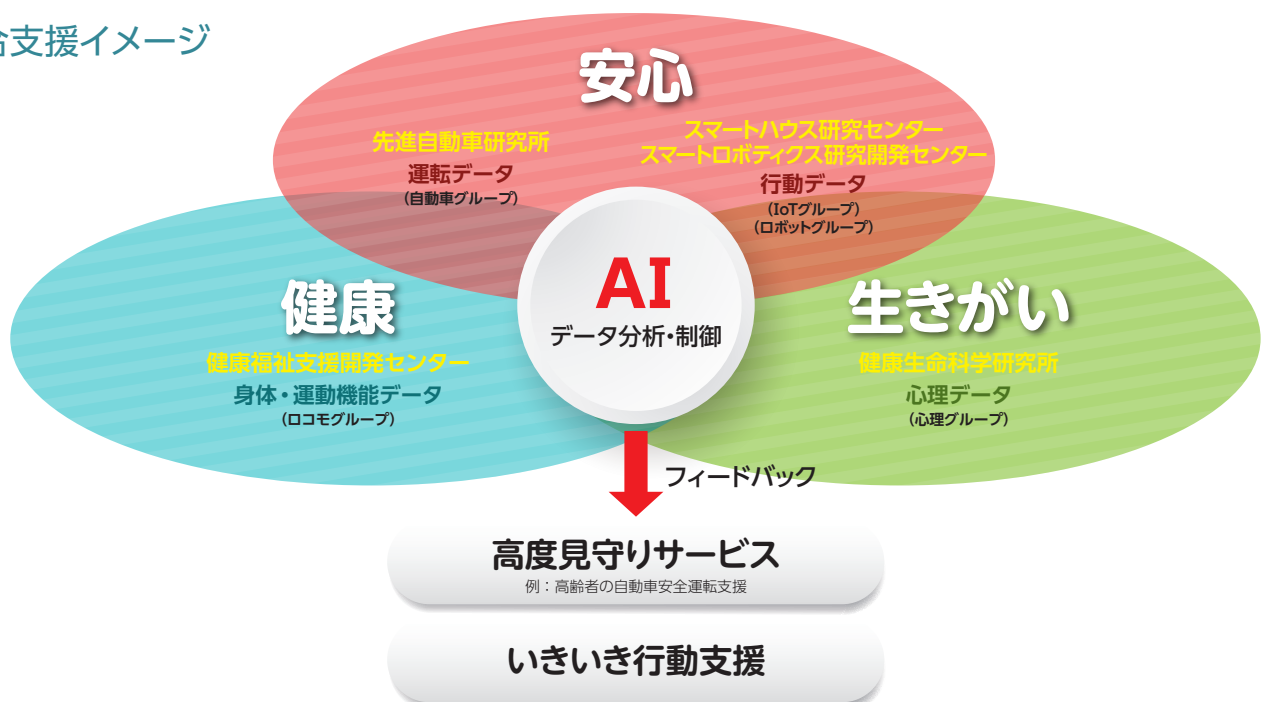 合支援イメージ
安心
先進自動車研究所
運転データ
(自動車グループ)
スマートハウス研究センター
スマートロボティクス研究開発センター
行動データ
(IoTグループ)
(ロボットグループ)
健康
健康福祉支援開発センター
身体・運動機能データ
(ロコモグループ)
AI
データ分析・制御
生きがい
健康生命科学研究所
心理データ
(心理グループ)
フィードバック
高度見守りサービス
例：高齢者の自動車安全運転支援
いきいき行動支援